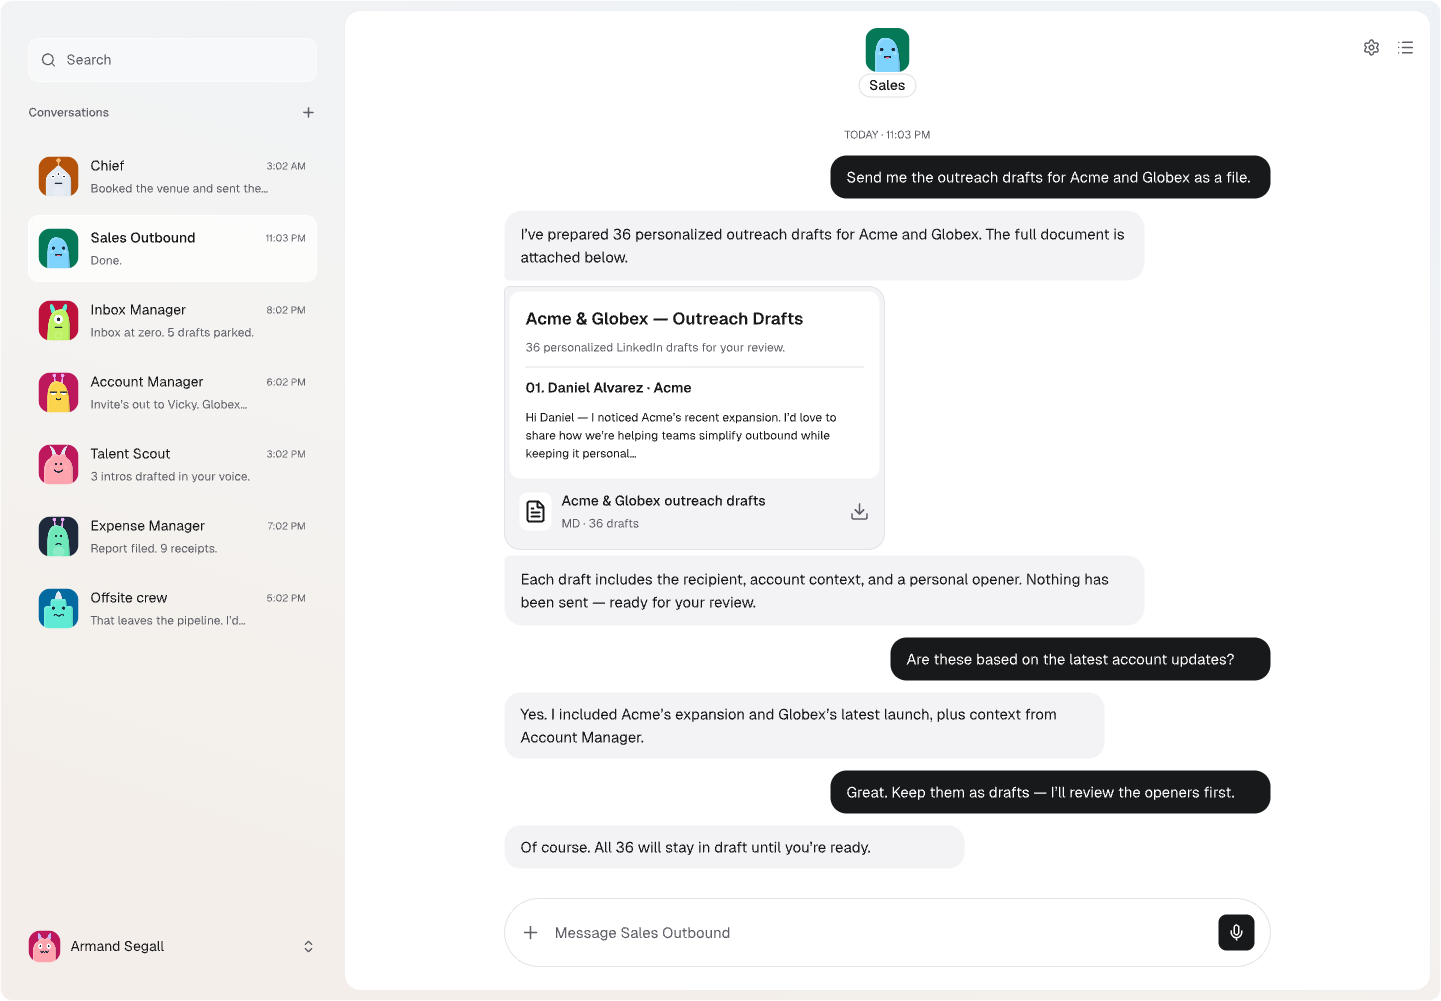 Search
Conversations
Chief
3:02 AM
Booked the venue and sent the…
Sales Outbound
11:03 PM
Done.
Inbox Manager
8:02 PM
Inbox at zero. 5 drafts parked.
Account Manager
6:02 PM
Invite's out to Vicky. Globex…
Talent Scout
3:02 PM
3 intros drafted in your voice.
Expense Manager
7:02 PM
Report filed. 9 receipts.
Offsite crew
5:02 PM
That leaves the pipeline. I'd…
Armand Segall
Sales
TODAY · 11:03 PM
Send me the outreach drafts for Acme and Globex as a file.
I've prepared 36 personalized outreach drafts for Acme and Globex. The full document is
attached below.
Acme & Globex — Outreach Drafts
36 personalized LinkedIn drafts for your review.
01. Daniel Alvarez · Acme
Hi Daniel — I noticed Acme's recent expansion. I'd love to
share how we're helping teams simplify outbound while
keeping it personal…
Acme & Globex outreach drafts
MD · 36 drafts
Each draft includes the recipient, account context, and a personal opener. Nothing has
been sent — ready for your review.
Are these based on the latest account updates?
Yes. I included Acme's expansion and Globex's latest launch, plus context from
Account Manager.
Great. Keep them as drafts — I'll review the openers first.
Of course. All 36 will stay in draft until you're ready.
Message Sales Outbound